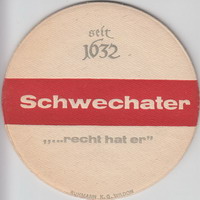 seit
1632
Schwechater
„...recht hat er"